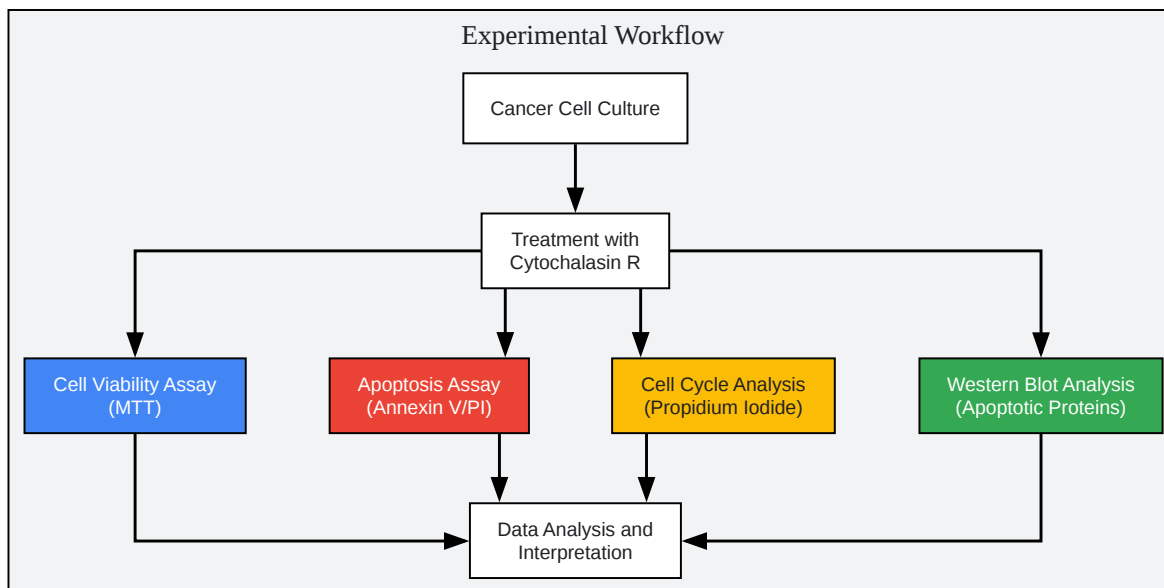 Experimental Workflow
Cancer Cell Culture
Treatment with
Cytochalasin R
Cell Viability Assay
(MTT)
Apoptosis Assay
(Annexin V/PI)
Cell Cycle Analysis
(Propidium Iodide)
Western Blot Analysis
(Apoptotic Proteins)
Data Analysis and
Interpretation